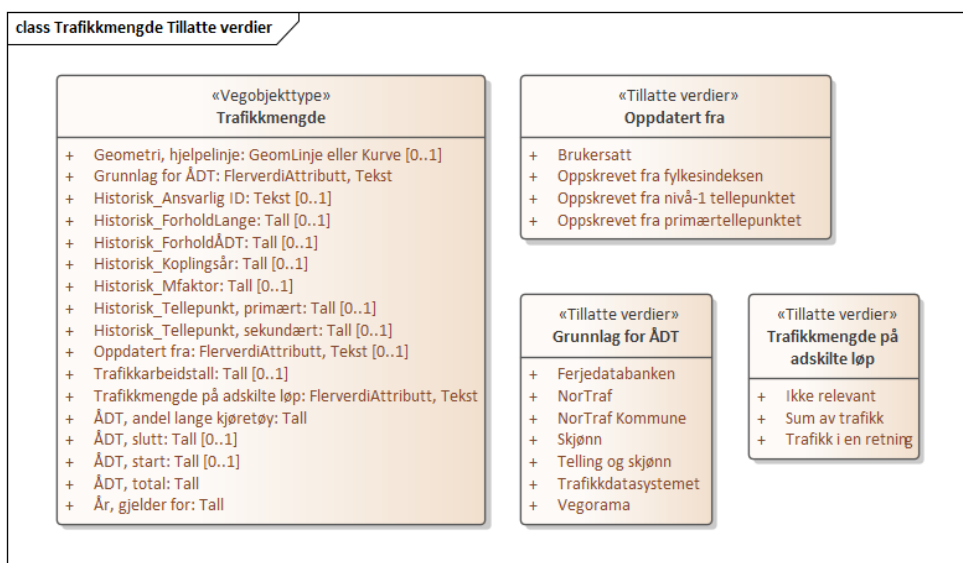 class Trafikkmengde Tillatte verdier
«Vegobjekttype»
Trafikkmengde
+ Geometri, hjelpelinje: GeomLinje eller Kurve [0..1]
+ Grunnlag for ÅDT: FlerverdiAttributt, Tekst
+ Historisk_Ansvarlig ID: Tekst [0..1]
+ Historisk_ForholdLange: Tall [0..1]
+ Historisk_ForholdÅDT: Tall [0..1]
+ Historisk_Koplingsår: Tall [0..1]
+ Historisk_Mfaktor: Tall [0..1]
+ Historisk_Tellepunkt, primært: Tall [0..1]
+ Historisk_Tellepunkt, sekundært: Tall [0..1]
+ Oppdatert fra: FlerverdiAttributt, Tekst [0..1]
+ Trafikkarbeidstall: Tall [0..1]
+ Trafikkmengde på adskilte løp: FlerverdiAttributt, Tekst
+ ÅDT, andel lange kjøretøy: Tall
+ ÅDT, slutt: Tall [0..1]
+ ÅDT, start: Tall [0..1]
+ ÅDT, total: Tall
+ År, gjelder for: Tall
«Tillatte verdier»
Oppdatert fra
+ Brukersatt
+ Oppskrevet fra fylkesindeksen
+ Oppskrevet fra nivå-1 tellepunktet
+ Oppskrevet fra primærtellepunktet
«Tillatte verdier»
Grunnlag for ÅDT
+ Ferjedatabanken
+ NorTraf
+ NorTraf Kommune
+ Skjønn
+ Telling og skjønn
+ Trafikkdatasystemet
+ Vegorama
«Tillatte verdier»
Trafikkmengde på
adskilte løp
+ Ikke relevant
+ Sum av trafikk
+ Trafikk i en retning